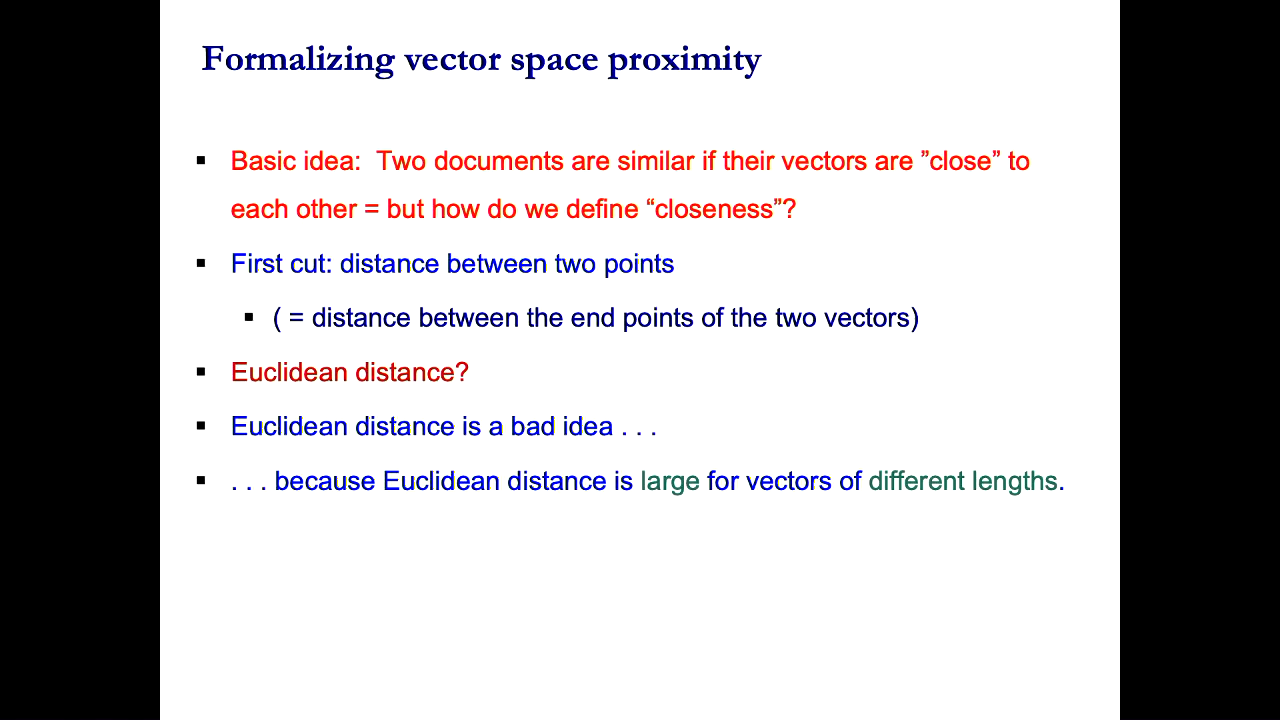 Formalizing vector space proximity
▪ Basic idea:  Two documents are similar if their vectors are ”close” to
each other = but how do we define “closeness”?
▪ First cut: distance between two points
▪ ( = distance between the end points of the two vectors)
▪ Euclidean distance?
▪ Euclidean distance is a bad idea . . .
▪ . . . because Euclidean distance is large for vectors of different lengths.